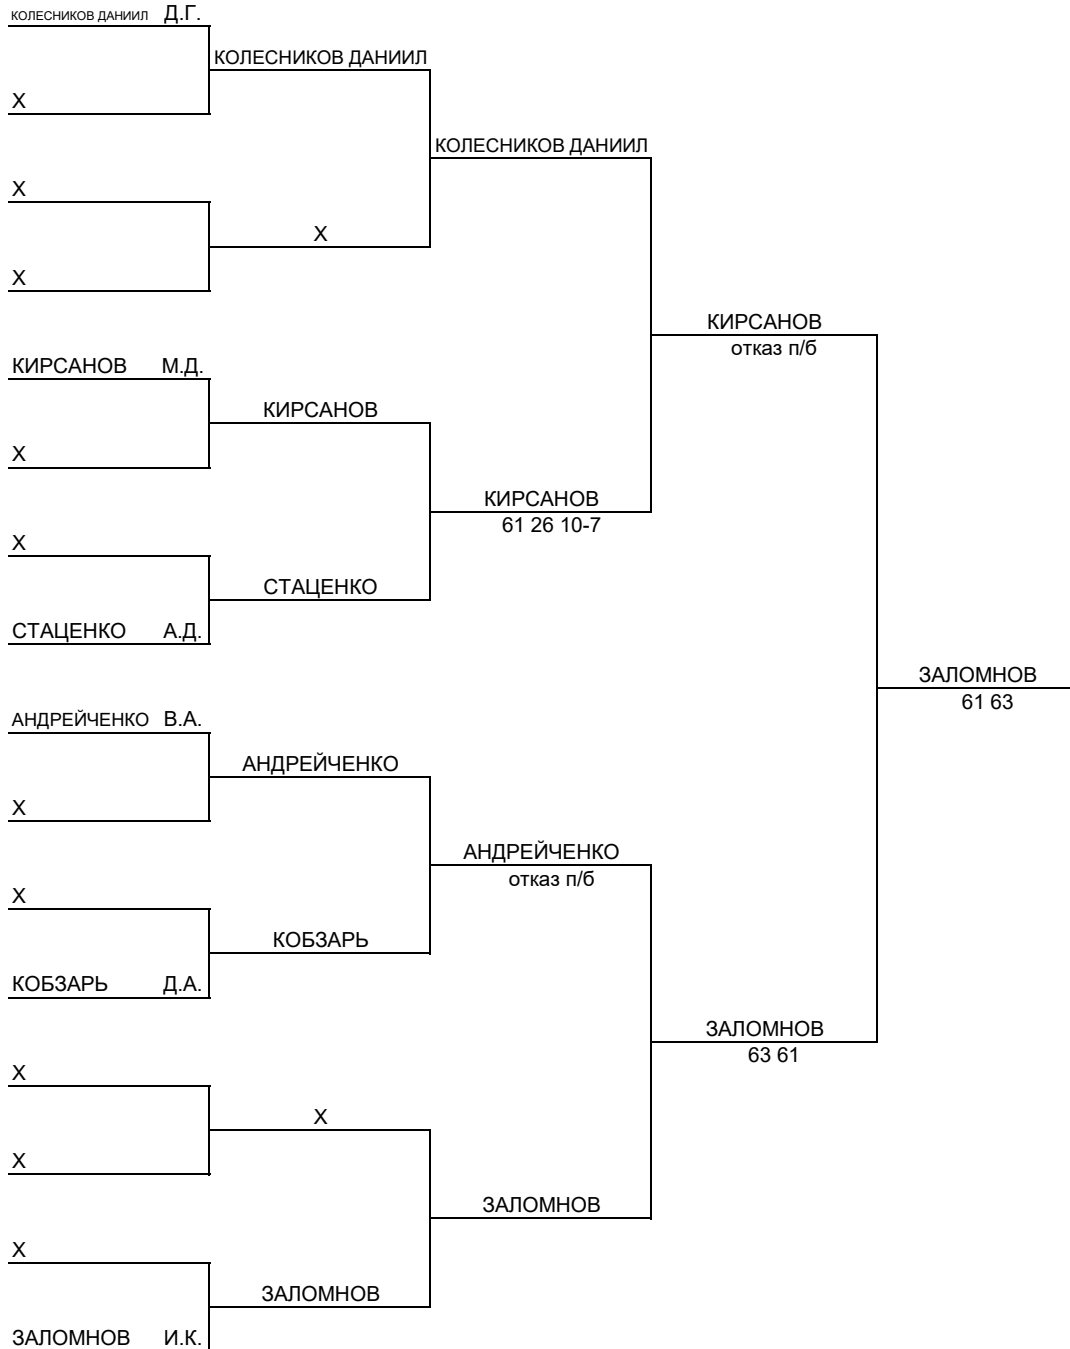 КОЛЕСНИКОВ ДАНИИЛ Д.Г.
КОЛЕСНИКОВ ДАНИИЛ
Х
КОЛЕСНИКОВ ДАНИИЛ
Х
Х
Х
КИРСАНОВ
отказ п/б
КИРСАНОВ М.Д.
КИРСАНОВ
Х
КИРСАНОВ
61 26 10-7
Х
СТАЦЕНКО
СТАЦЕНКО А.Д.
ЗАЛОМНОВ
61 63
АНДРЕЙЧЕНКО В.А.
АНДРЕЙЧЕНКО
Х
АНДРЕЙЧЕНКО
отказ п/б
Х
КОБЗАРЬ
КОБЗАРЬ Д.А.
ЗАЛОМНОВ
63 61
Х
Х
Х
ЗАЛОМНОВ
Х
ЗАЛОМНОВ
ЗАЛОМНОВ И.К.